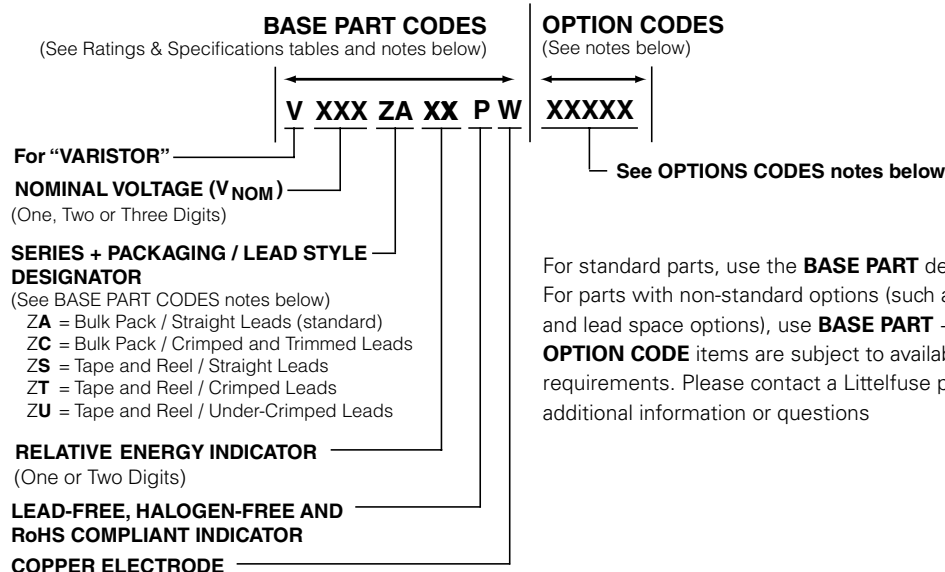 BASE PART CODES
(See Ratings & Specifications tables and notes below)
OPTION CODES
(See notes below)
V XXX ZA XX P W XXXXX
For “VARISTOR”
See OPTIONS CODES notes below
NOMINAL VOLTAGE (VNOM)
(One, Two or Three Digits)
SERIES + PACKAGING / LEAD STYLE
DESIGNATOR
(See BASE PART CODES notes below)
ZA = Bulk Pack / Straight Leads (standard)
ZC = Bulk Pack / Crimped and Trimmed Leads
ZS = Tape and Reel / Straight Leads
ZT = Tape and Reel / Crimped Leads
ZU = Tape and Reel / Under-Crimped Leads
RELATIVE ENERGY INDICATOR
(One or Two Digits)
LEAD-FREE, HALOGEN-FREE AND
RoHS COMPLIANT INDICATOR
COPPER ELECTRODE
For standard parts, use the BASE PART de
For parts with non-standard options (such a
and lead space options), use BASE PART
OPTION CODE items are subject to availab
requirements. Please contact a Littelfuse p
additional information or questions